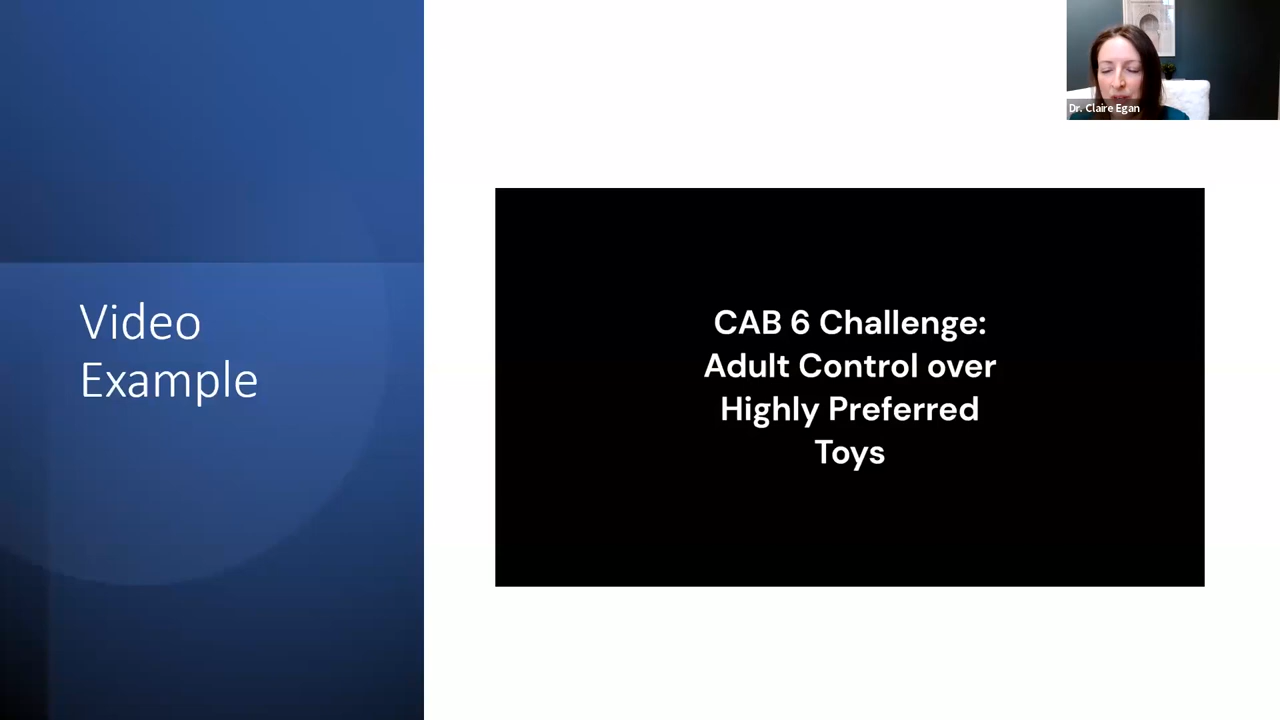 Video
Example
CAB 6 Challenge:
Adult Control over
Highly Preferred
Toys
Dr. Claire Egan